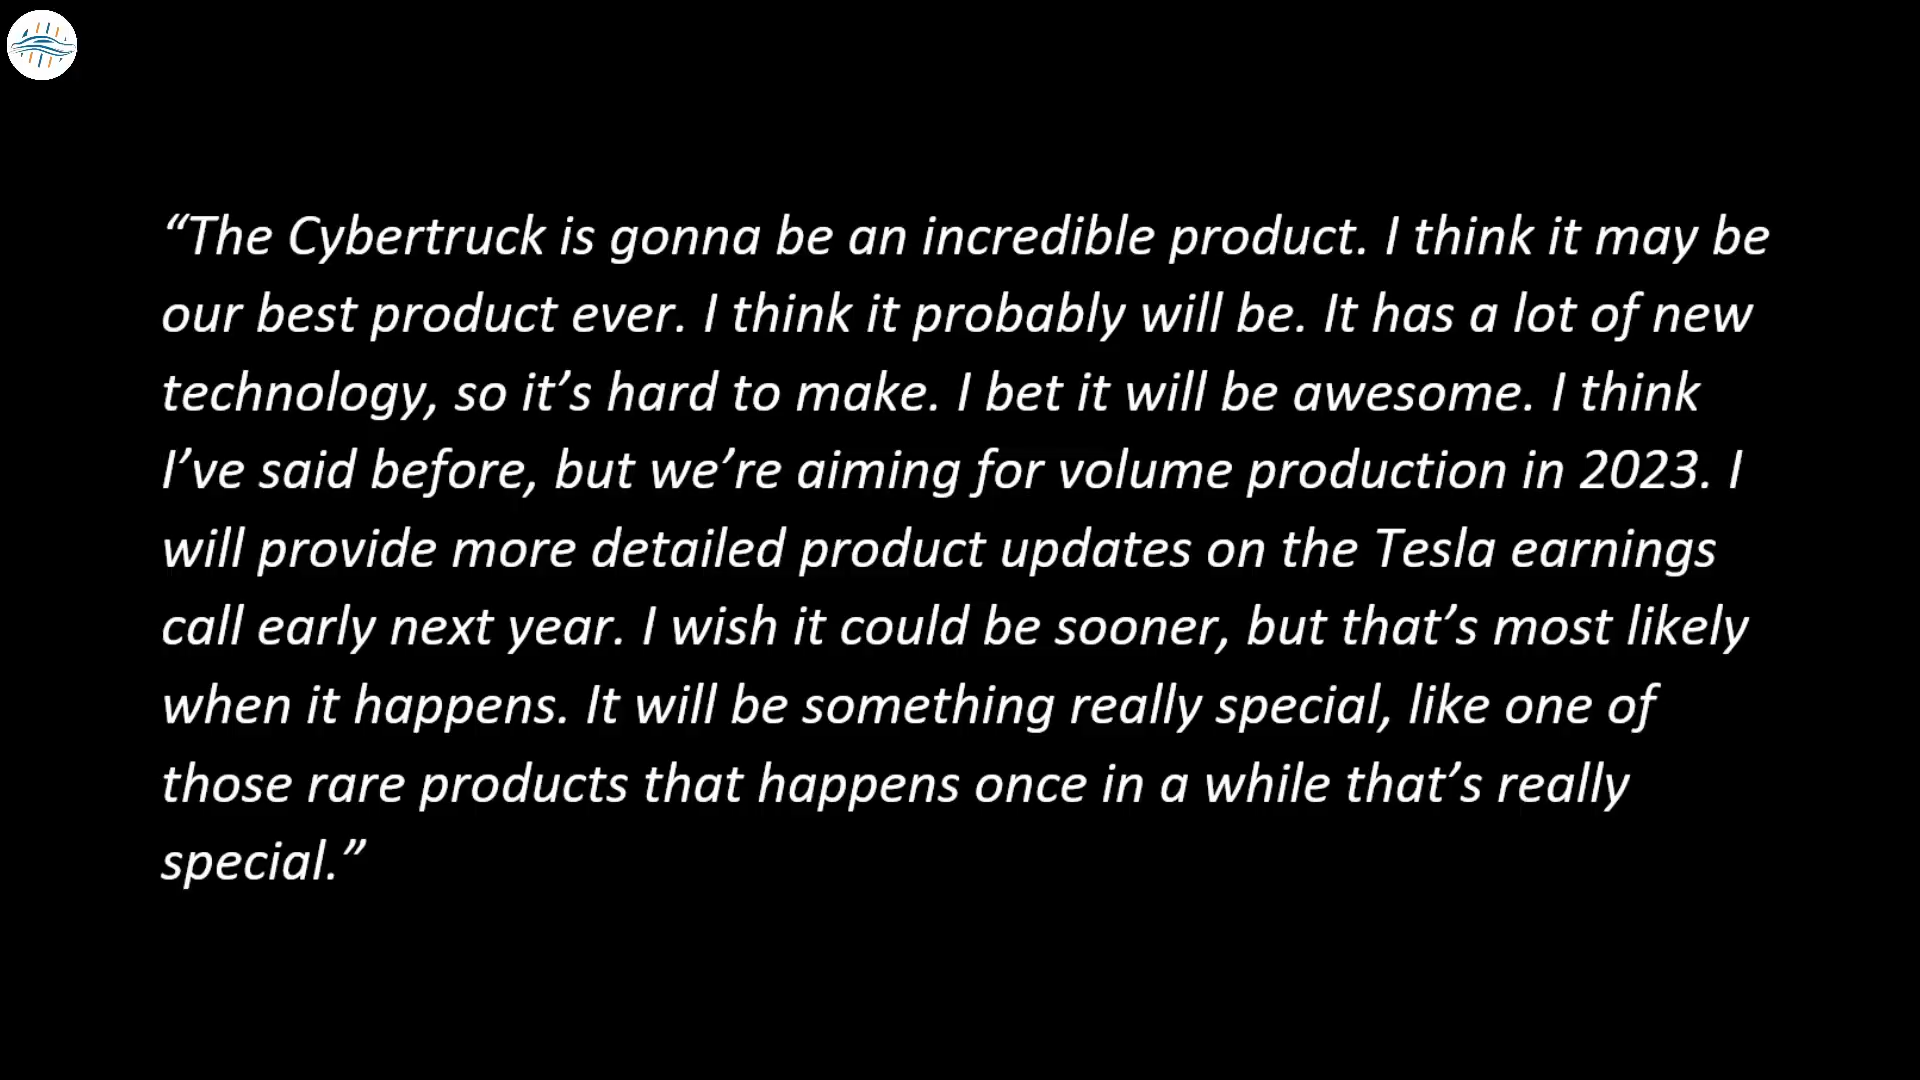 “The Cybertruck is gonna be an incredible product. I think it may be
our best product ever. I think it probably will be. It has a lot of new
technology, so it’s hard to make. I bet it will be awesome. I think
I’ve said before, but we’re aiming for volume production in 2023. I
will provide more detailed product updates on the Tesla earnings
call early next year. I wish it could be sooner, but that’s most likely
when it happens. It will be something really special, like one of
those rare products that happens once in a while that’s really
special.”